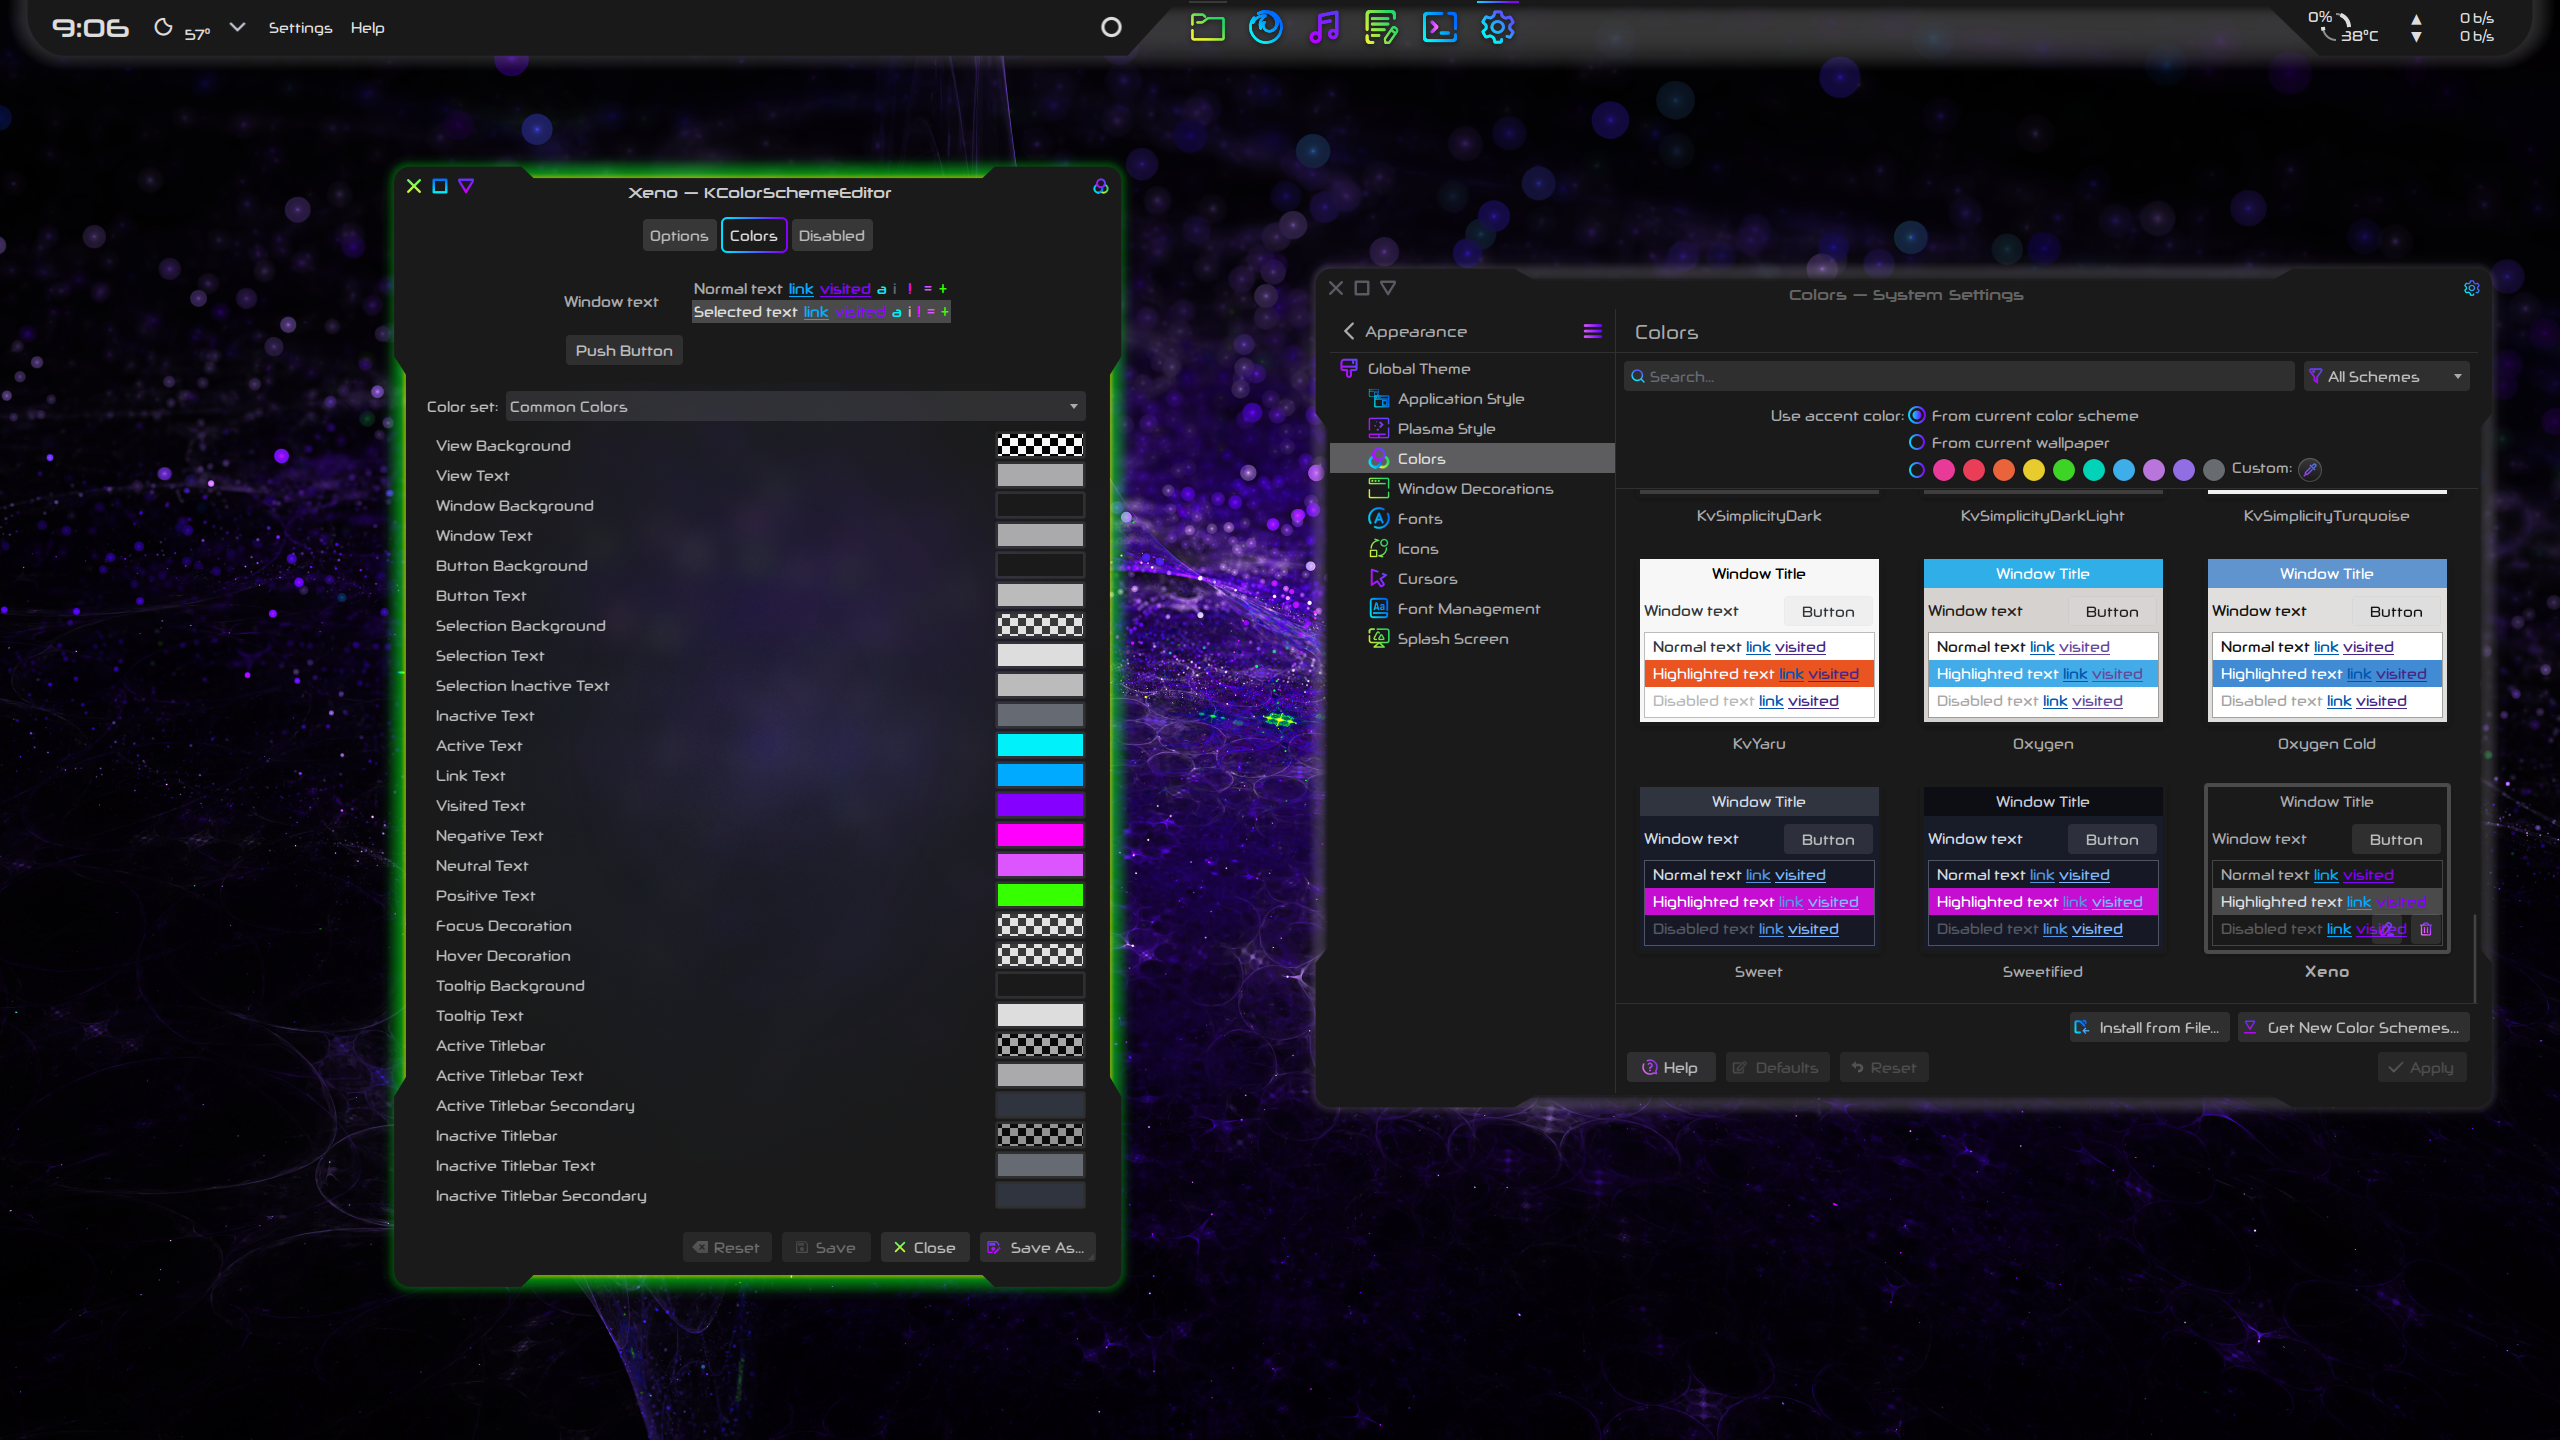 9:06
57°
Settings Help
0%
38°C
0 b/s
0 b/s
Xeno — KColorSchemeEditor
Options Colors Disabled
Window text
Normal text link visited a i ! = +
Selected text link visited a i ! = +
Push Button
Color set: Common Colors
View Background
View Text
Window Background
Window Text
Button Background
Button Text
Selection Background
Selection Text
Selection Inactive Text
Inactive Text
Active Text
Link Text
Visited Text
Negative Text
Neutral Text
Positive Text
Focus Decoration
Hover Decoration
Tooltip Background
Tooltip Text
Active Titlebar
Active Titlebar Text
Active Titlebar Secondary
Inactive Titlebar
Inactive Titlebar Text
Inactive Titlebar Secondary
Reset Save Close Save As...
Colors — System Settings
Appearance
Global Theme
Application Style
Plasma Style
Colors
Window Decorations
Fonts
Icons
Cursors
Font Management
Splash Screen
Colors
Search...
All Schemes
Use accent color: From current color scheme
From current wallpaper
Custom:
KvSimplicityDark KvSimplicityDarkLight KvSimplicityTurquoise
Window Title
Window text Button
Normal text link visited
Highlighted text link visited
Disabled text link visited
KvYaru
Window Title
Window text Button
Normal text link visited
Highlighted text link visited
Disabled text link visited
Oxygen
Window Title
Window text Button
Normal text link visited
Highlighted text link visited
Disabled text link visited
Oxygen Cold
Window Title
Window text Button
Normal text link visited
Highlighted text link visited
Disabled text link visited
Sweet
Window Title
Window text Button
Normal text link visited
Highlighted text link visited
Disabled text link visited
Sweetified
Window Title
Window text Button
Normal text link visited
Highlighted text link visited
Disabled text link visited
Xeno
Install from File... Get New Color Schemes...
Help Defaults Reset Apply